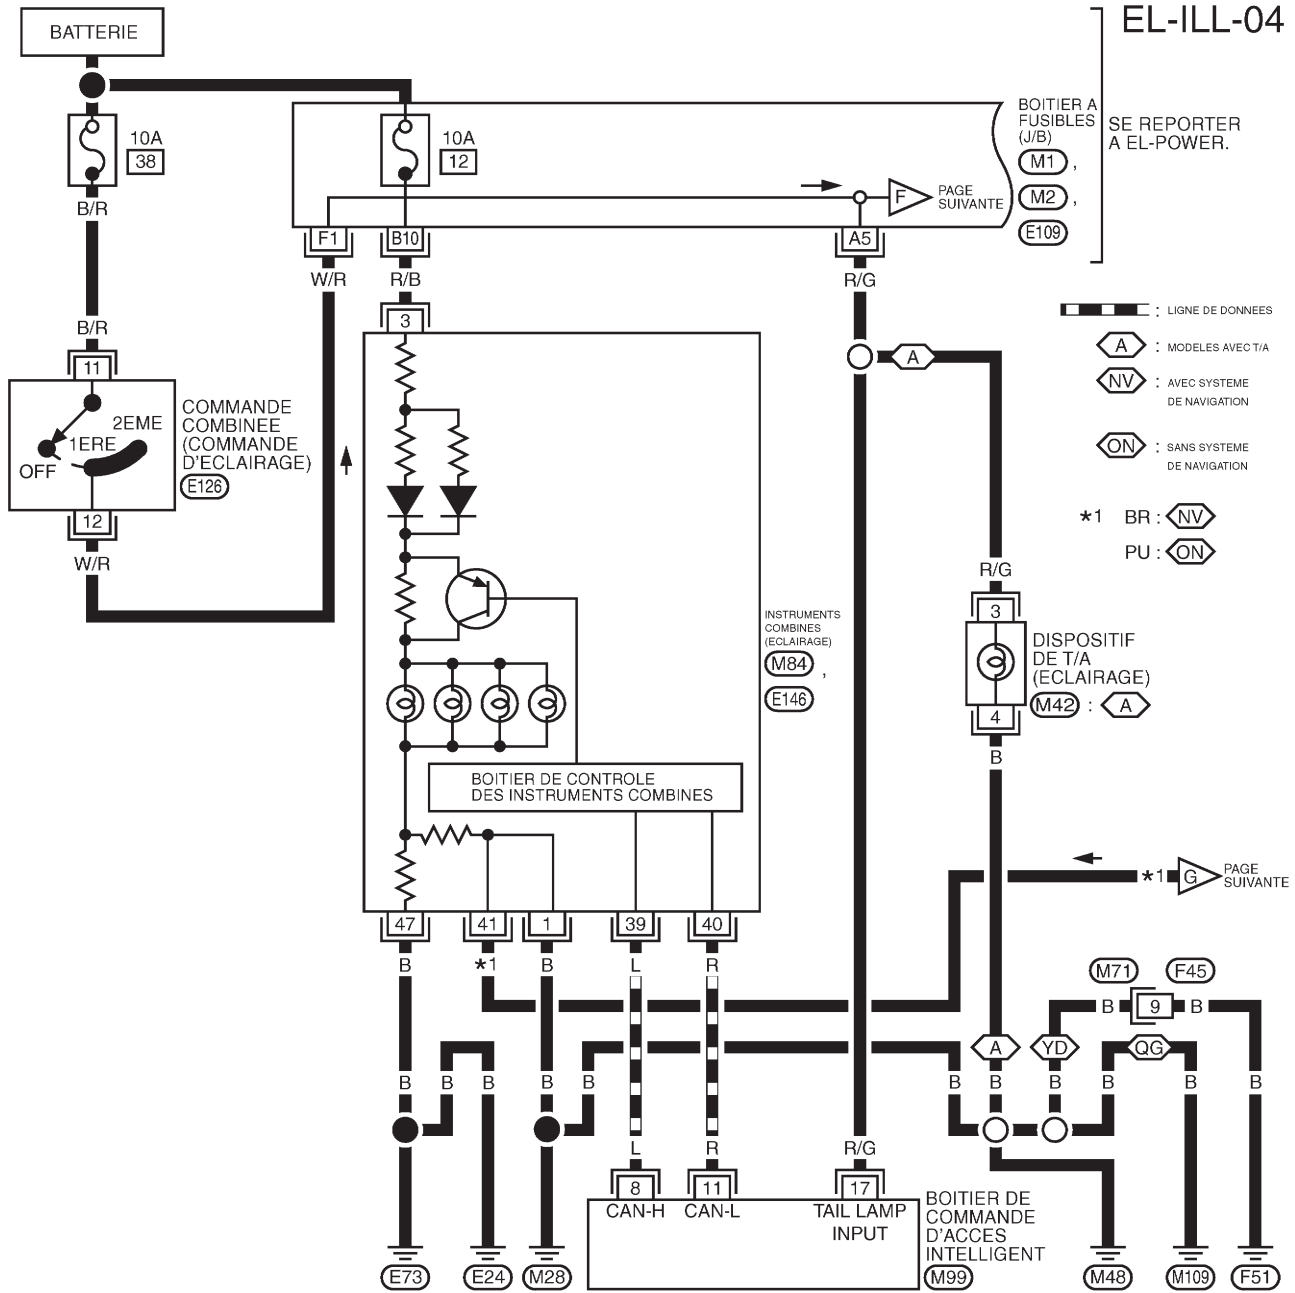 EL-ILL-04
BATTERIE
10A
38
10A
12
BOITIER A
FUSIBLES
(J/B)
M1 ,
M2 ,
E109
SE REPORTER
A EL-POWER.
F
PAGE
SUIVANTE
B/R
F1
B10
A5
W/R
R/B
R/G
B/R
3
11
: LIGNE DE DONNEES
A : MODELES AVEC T/A
NV : AVEC SYSTEME
DE NAVIGATION
ON : SANS SYSTEME
DE NAVIGATION
*1 BR : NV
PU : ON
A
COMMANDE
COMBINEE
(COMMANDE
D'ECLAIRAGE)
E126
OFF
1ERE
2EME
12
W/R
R/G
3
INSTRUMENTS
COMBINES
(ECLAIRAGE)
M84 ,
E146
DISPOSITIF
DE T/A
(ECLAIRAGE)
M42 : A
4
B
BOITIER DE CONTROLE
DES INSTRUMENTS COMBINES
*1
G
PAGE
SUIVANTE
47
41
1
39
40
B
*1
B
L
R
M71
F45
B
9
B
A
YD
QG
B
B
B
B
B
B
B
B
B
B
B
L
R
R/G
8
11
17
CAN-H
CAN-L
TAIL LAMP
INPUT
BOITIER DE
COMMANDE
D'ACCES
INTELLIGENT
M99
E73
E24
M28
M48
M109
F51